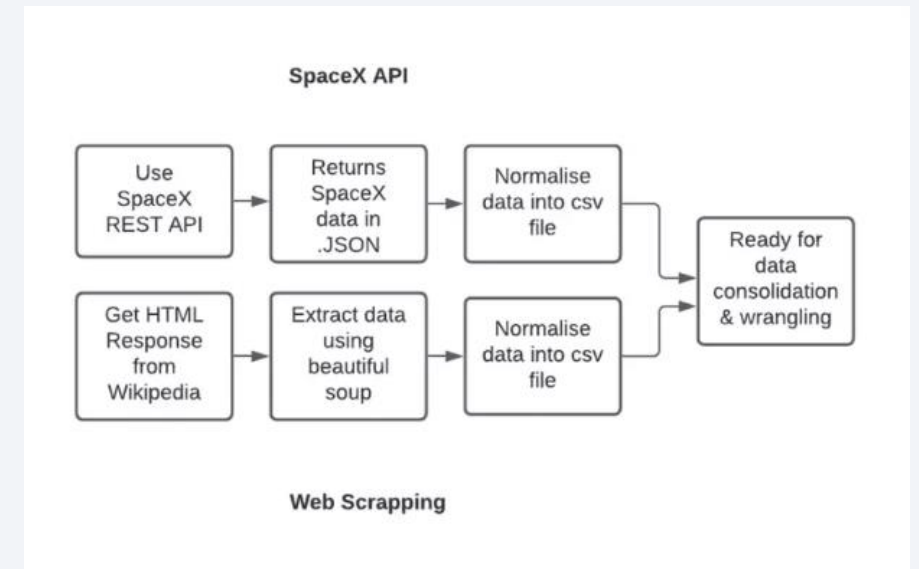 SpaceX API
Use
SpaceX
REST API
Returns
SpaceX
data in
.JSON
Normalise
data into csv
file
Ready for
data
consolidation
& wrangling
Get HTML
Response
from
Wikipedia
Extract data
using
beautiful
soup
Normalise
data into csv
file
Web Scrapping